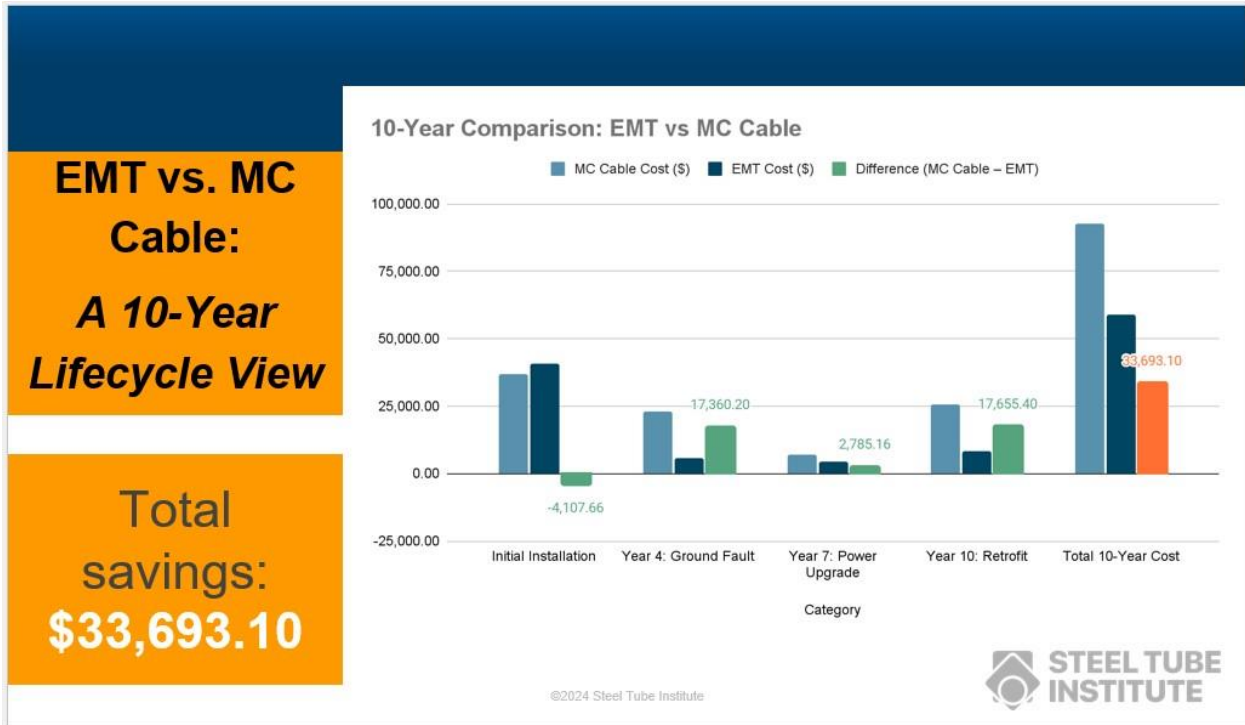 EMT vs. MC
Cable:
A 10-Year
Lifecycle View
Total
savings:
$33,693.10
10-Year Comparison: EMT vs MC Cable
MC Cable Cost ($) EMT Cost ($) Difference (MC Cable – EMT)
100,000.00
75,000.00
50,000.00
25,000.00
0.00
-25,000.00
-4,107.66
17,360.20
2,785.16
17,655.40
33,693.10
Initial Installation
Year 4: Ground Fault
Year 7: Power
Upgrade
Year 10: Retrofit
Total 10-Year Cost
Category
©2024 Steel Tube Institute
STEEL TUBE
INSTITUTE